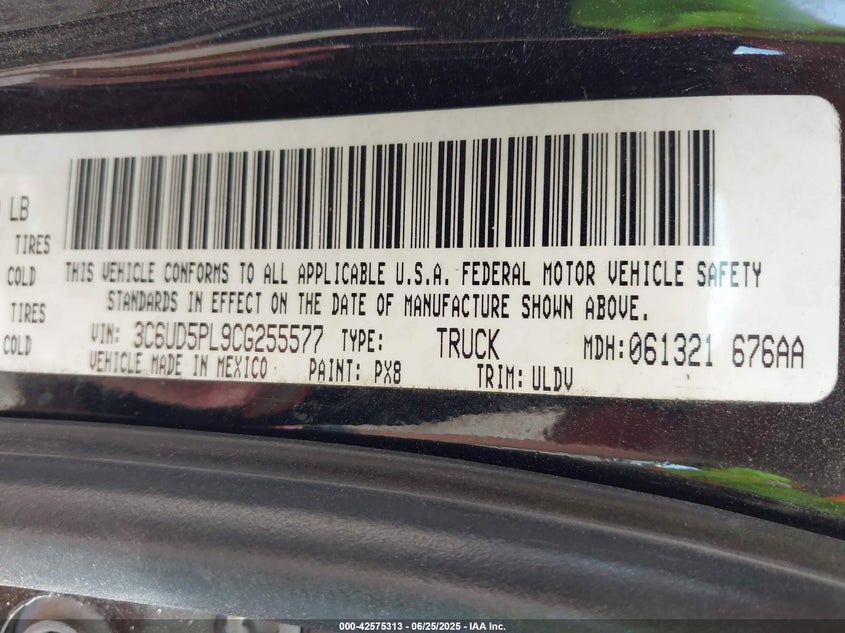 LB
TIRES
COLD
TIRES
COLD
THIS VEHICLE CONFORMS TO ALL APPLICABLE U.S.A. FEDERAL MOTOR VEHICLE SAFETY
STANDARDS IN EFFECT ON THE DATE OF MANUFACTURE SHOWN ABOVE.
VIN: 3C6UD5PL9CG255577 TYPE: TRUCK MDH:061321 676AA
VEHICLE MADE IN MEXICO PAINT: PX8 TRIM: ULDV
000-42575313 - 06/25/2025 - IAA Inc.